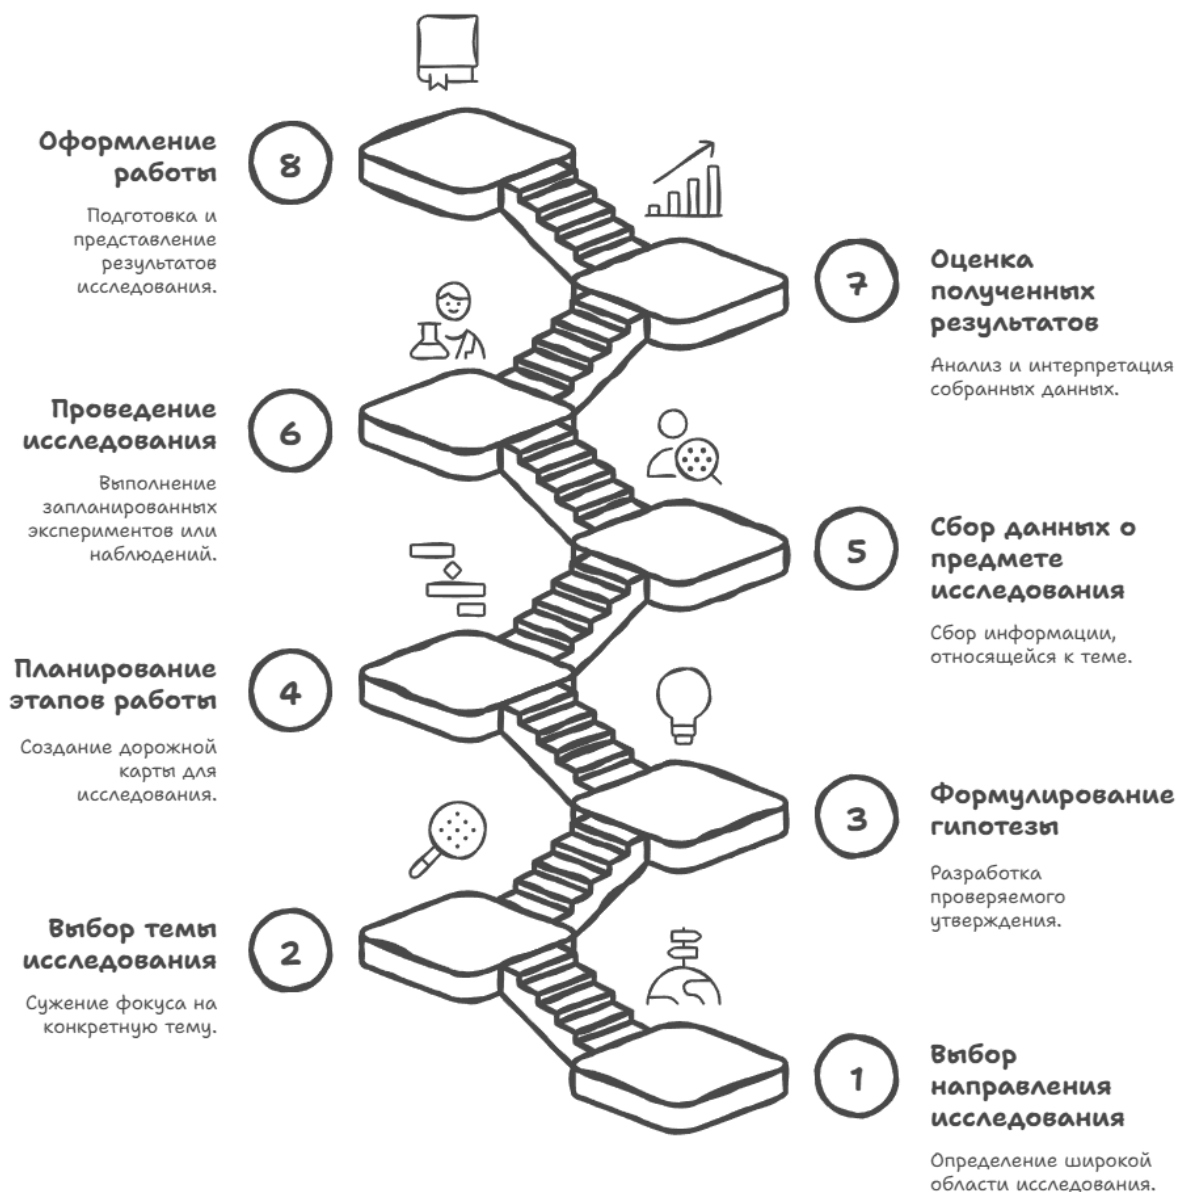 8
Оформление
работы
Подготовка и
представление
результатов
исследования.
7
Оценка
полученных
результатов
Анализ и интерпретация
собранных данных.
6
Проведение
исследования
Выполнение
запланированных
экспериментов или
наблюдений.
5
Сбор данных о
предмете
исследования
Сбор информации,
относящейся к теме.
4
Планирование
этапов работы
Создание дорожной
карты для
исследования.
3
Формулирование
гипотезы
Разработка
проверяемого
утверждения.
2
Выбор темы
исследования
Сужение фокуса на
конкретную тему.
1
Выбор
направления
исследования
Определение широкой
области исследования.